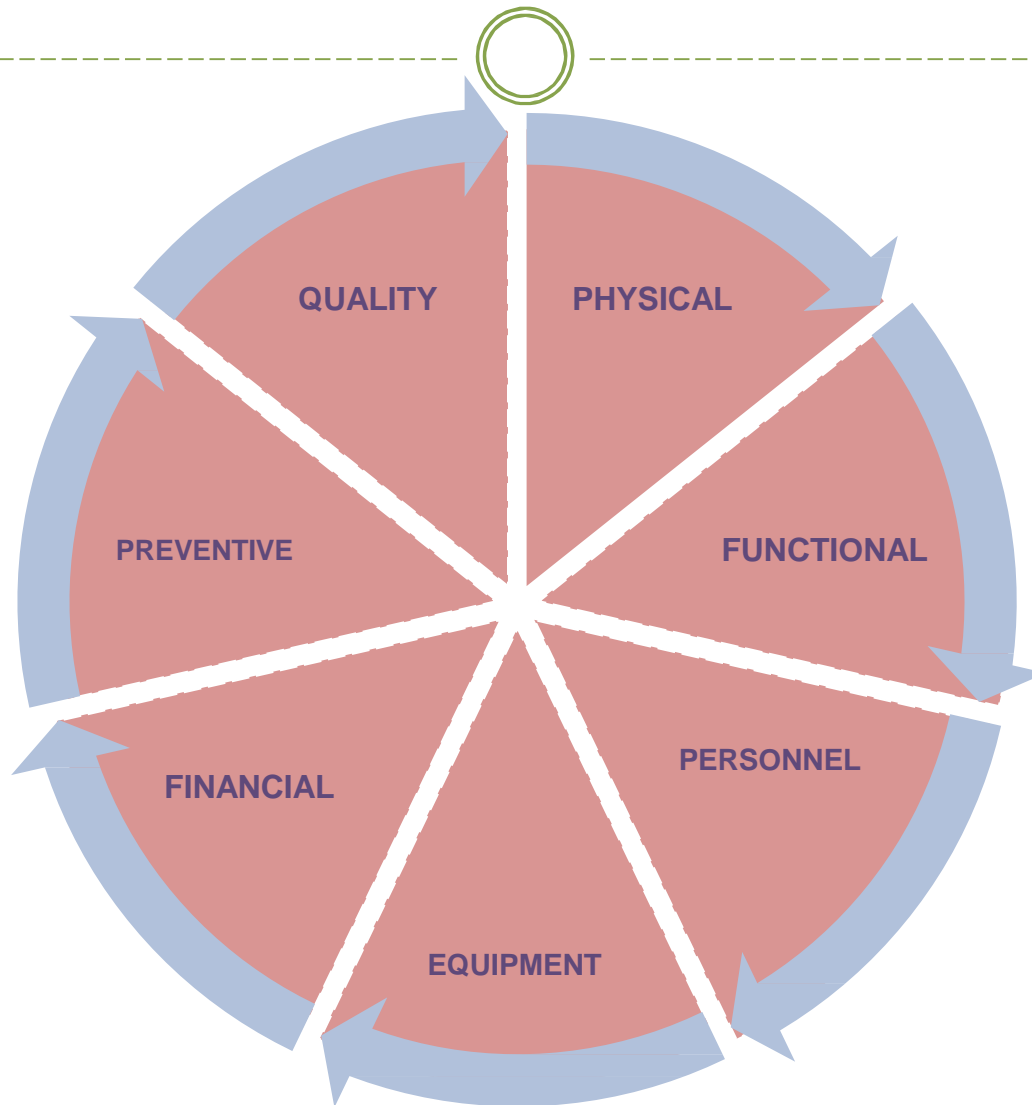 QUALITY
PHYSICAL
PREVENTIVE
FUNCTIONAL
FINANCIAL
PERSONNEL
EQUIPMENT